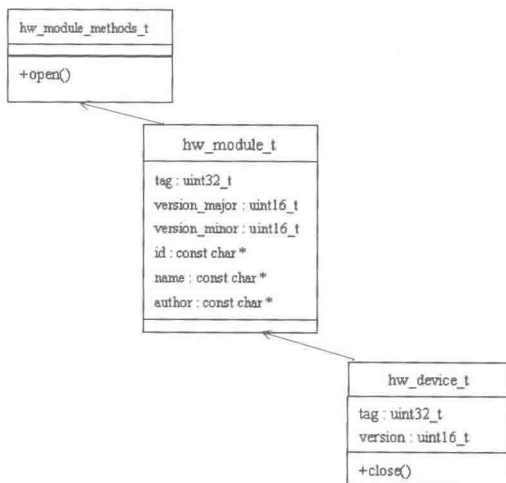 hw_module_methods_t
+open()
hw_module_t
tag : uint32_t
version_major : uint16_t
version_minor : uint16_t
id : const char *
name : const char *
author : const char *
hw_device_t
tag : uint32_t
version : uint16_t
+close()